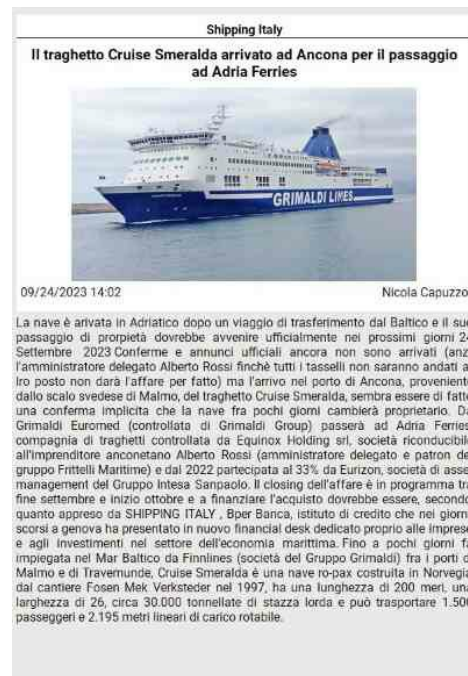 Shipping Italy
Il traghetto Cruise Smeralda arrivato ad Ancona per il passaggio
ad Adria Ferries
GRIMALDI LINES
09/24/2023 14:02
Nicola Capuzzo
La nave è arivata in Adriatico dopo un viaggio di trasferimento dal Baltico e il suo
passaggio di prorpietà dovrebbe avvenire ufficialmente nei prossimi giorni 24
Settembre 2023 Conferme e annunci ufficiali ancora non sono arrivati (anzi
l'amministratore delegato Alberto Rossi finchè tutti i tasselli non saranno andati al
lro posto non darà l'affare per fatto) ma l'arrivo nel porto di Ancona, proveniente
dallo scalo svedese di Malmo, del traghetto Cruise Smeralda, sembra essere di fatto
una conferma implicita che la nave fra pochi giorni cambierà proprietario. Da
Grimaldi Euromed (controllata di Grimaldi Group) passerà ad Adria Ferries,
compagnia di traghetti controllata da Equinox Holding srl, società riconducibile
all'imprenditore anconetano Alberto Rossi (amministratore delegato e patron del
gruppo Frittelli Maritime) e dal 2022 partecipata al 33% da Eurizon, società di asset
management del Gruppo Intesa Sanpaolo. Il closing dell'affare è in programma tra
fine settembre e inizio ottobre e a finanziare l'acquisto dovrebbe essere, secondo
quanto appreso da SHIPPING ITALY , Bper Banca, istituto di credito che nei giorni
scorsi a genova ha presentato in nuovo financial desk dedicato proprio alle imprese
e agli investimenti nel settore dell'economia marittima. Fino a pochi giorni fa
impiegata nel Mar Baltico da Finnlines (società del Gruppo Grimaldi) fra i porti di
Malmo e di Travemunde, Cruise Smeralda è una nave ro-pax costruita in Norvegia
dal cantiere Fosen Mek Verksteder nel 1997, ha una lunghezza di 200 meri, una
larghezza di 26, circa 30.000 tonnellate di stazza lorda e può trasportare 1.500
passeggeri e 2.195 metri lineari di carico rotabile.